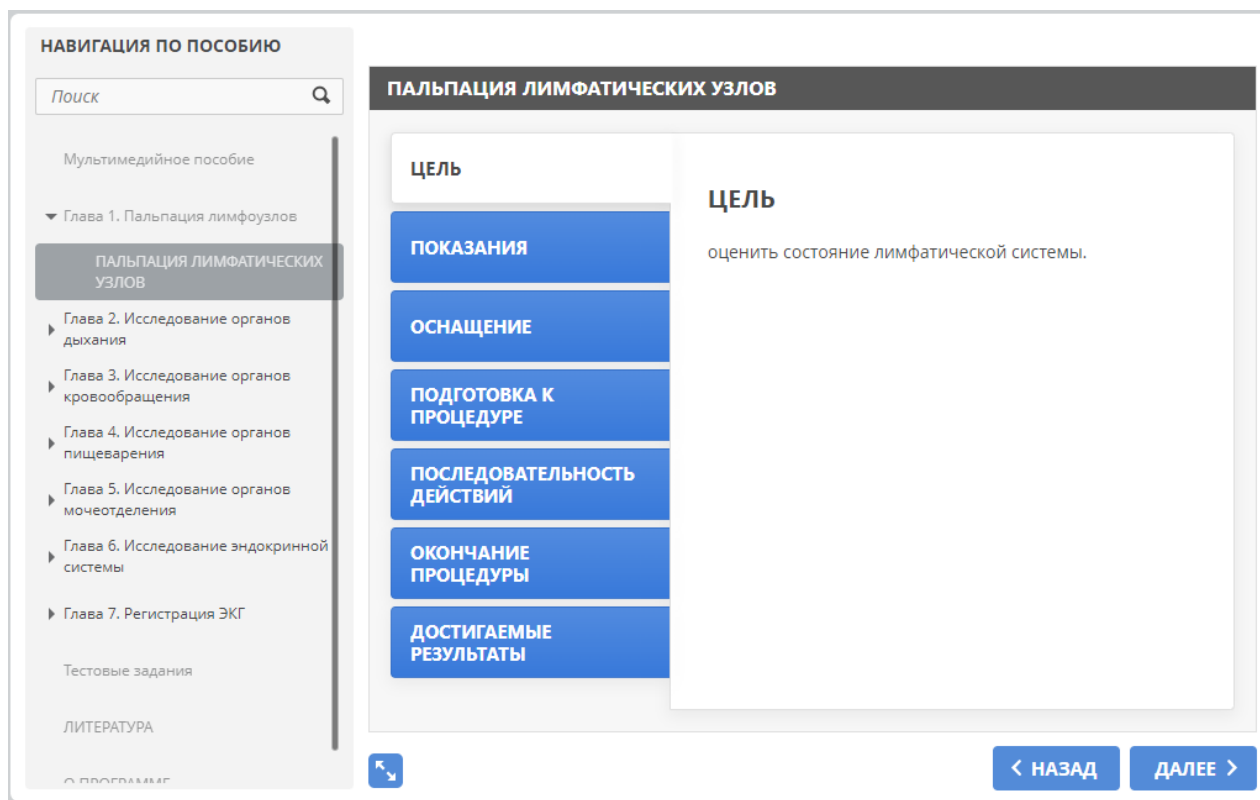 НАВИГАЦИЯ ПО ПОСОБИЮ
Поиск
Мультимедийное пособие
Глава 1. Пальпация лимфоузлов
ПАЛЬПАЦИЯ ЛИМФАТИЧЕСКИХ
УЗЛОВ
Глава 2. Исследование органов
дыхания
Глава 3. Исследование органов
кровообращения
Глава 4. Исследование органов
пищеварения
Глава 5. Исследование органов
мочеотделения
Глава 6. Исследование эндокринной
системы
Глава 7. Регистрация ЭКГ
Тестовые задания
ЛИТЕРАТУРА
О ПРОГРАММЕ
ПАЛЬПАЦИЯ ЛИМФАТИЧЕСКИХ УЗЛОВ
ЦЕЛЬ
ПОКАЗАНИЯ
ОСНАЩЕНИЕ
ПОДГОТОВКА К
ПРОЦЕДУРЕ
ПОСЛЕДОВАТЕЛЬНОСТЬ
ДЕЙСТВИЙ
ОКОНЧАНИЕ
ПРОЦЕДУРЫ
ДОСТИГАЕМЫЕ
РЕЗУЛЬТАТЫ
ЦЕЛЬ
оценить состояние лимфатической системы.
НАЗАД
ДАЛЕЕ